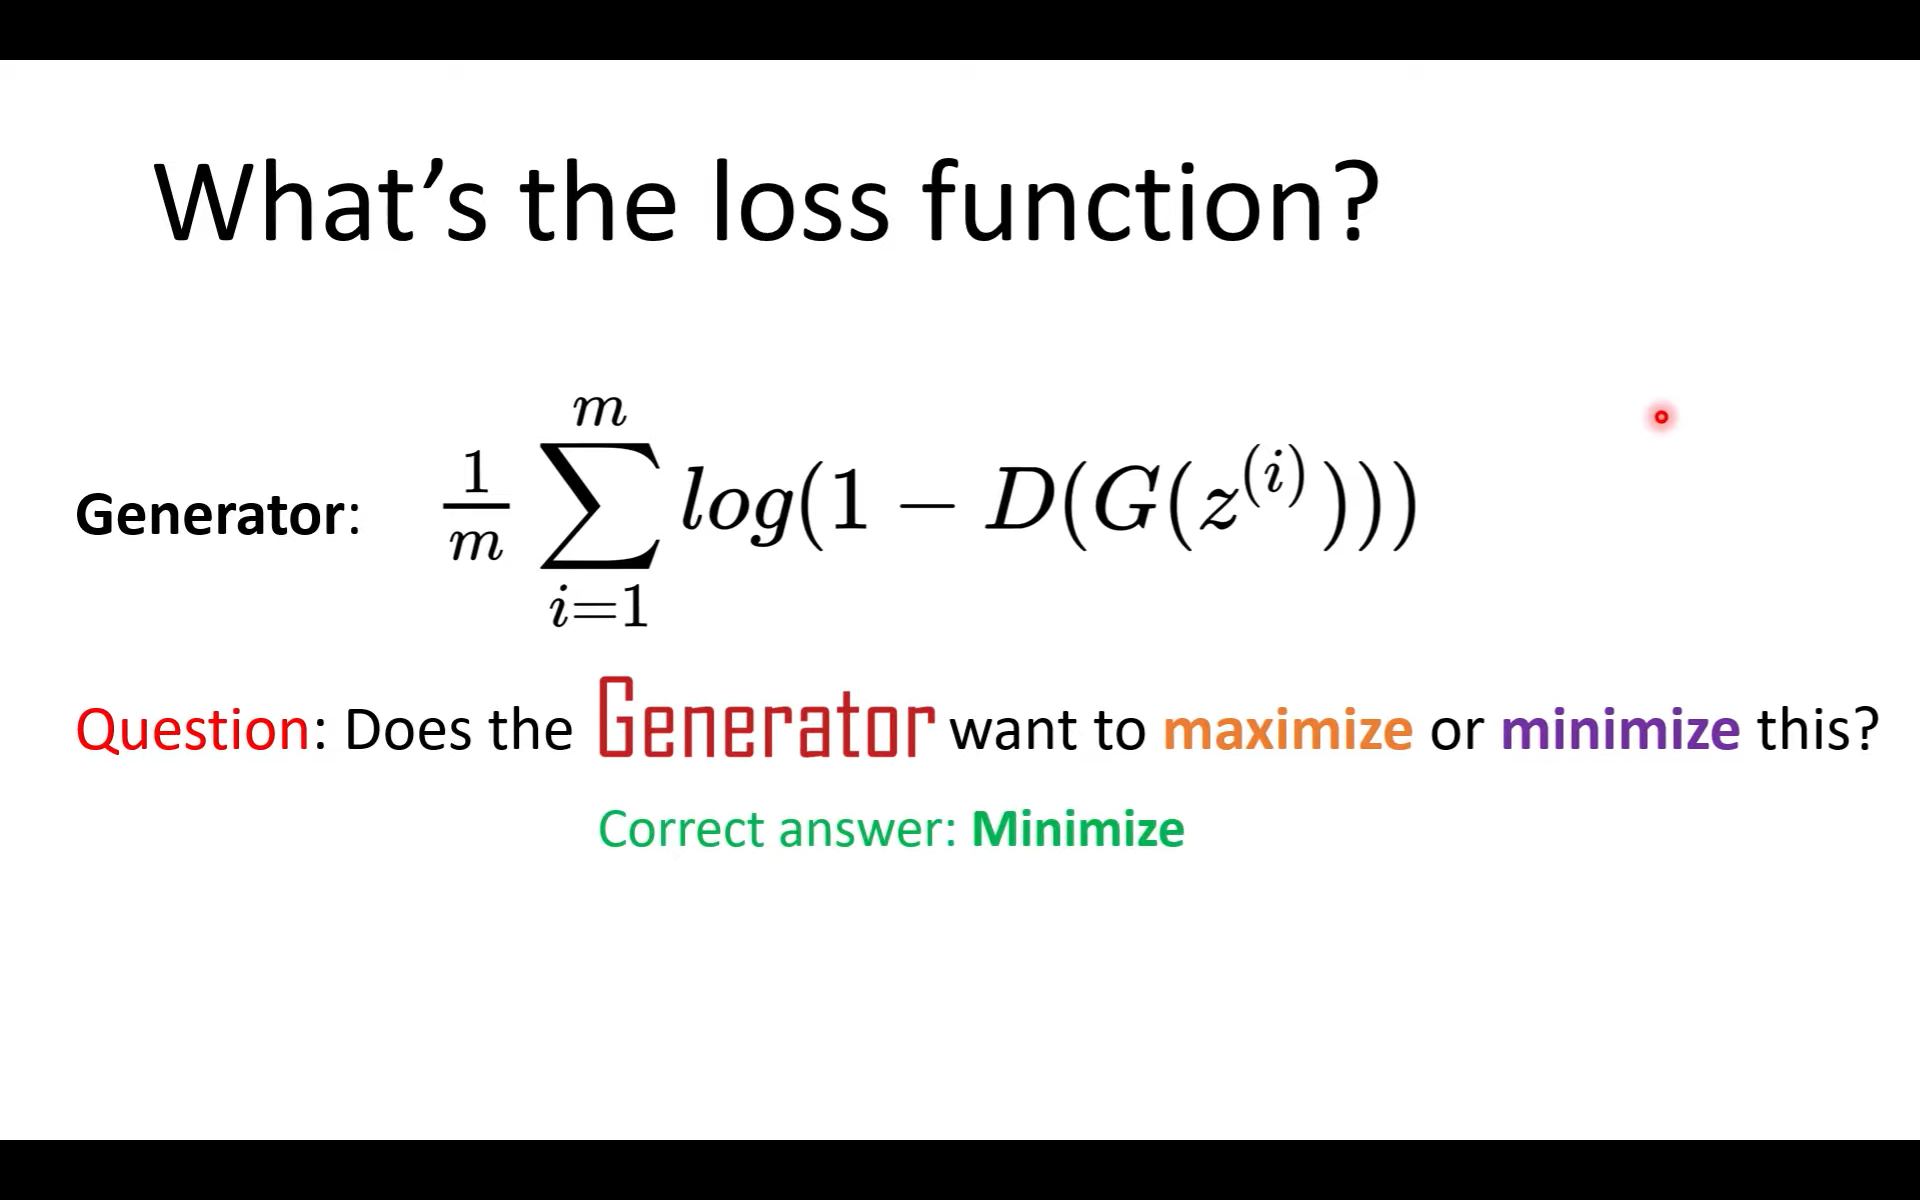 What’s the loss function?
Generator: $\frac{1}{m} \sum_{i=1}^{m} log(1 - D(G(z^{(i)})))$
Question: Does the Generator want to maximize or minimize this?
Correct answer: Minimize